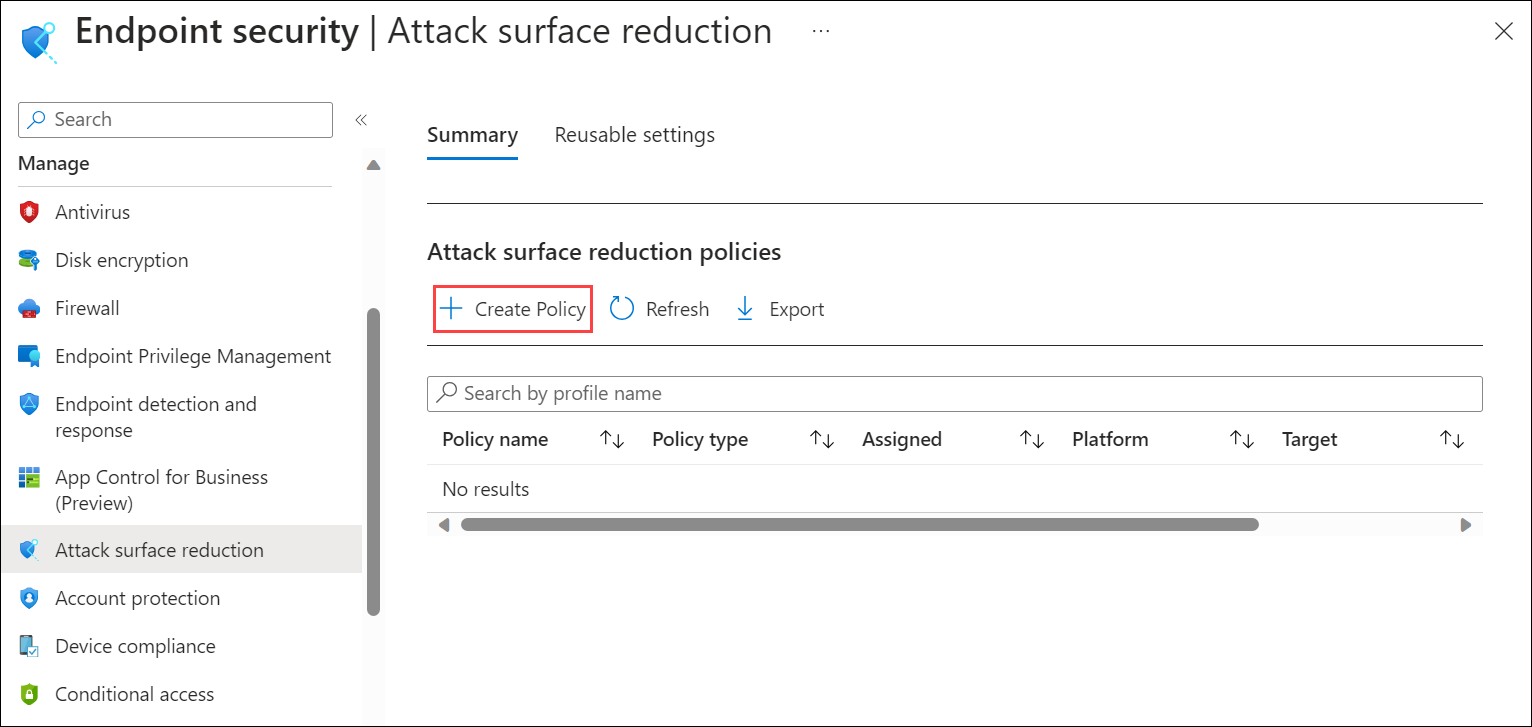 Endpoint security | Attack surface reduction ...
Search «
Manage
Antivirus
Disk encryption
Firewall
Endpoint Privilege Management
Endpoint detection and
response
App Control for Business
(Preview)
Attack surface reduction
Account protection
Device compliance
Conditional access
Summary Reusable settings
Attack surface reduction policies
Create Policy Refresh Export
Search by profile name
Policy name Policy type Assigned Platform Target
No results